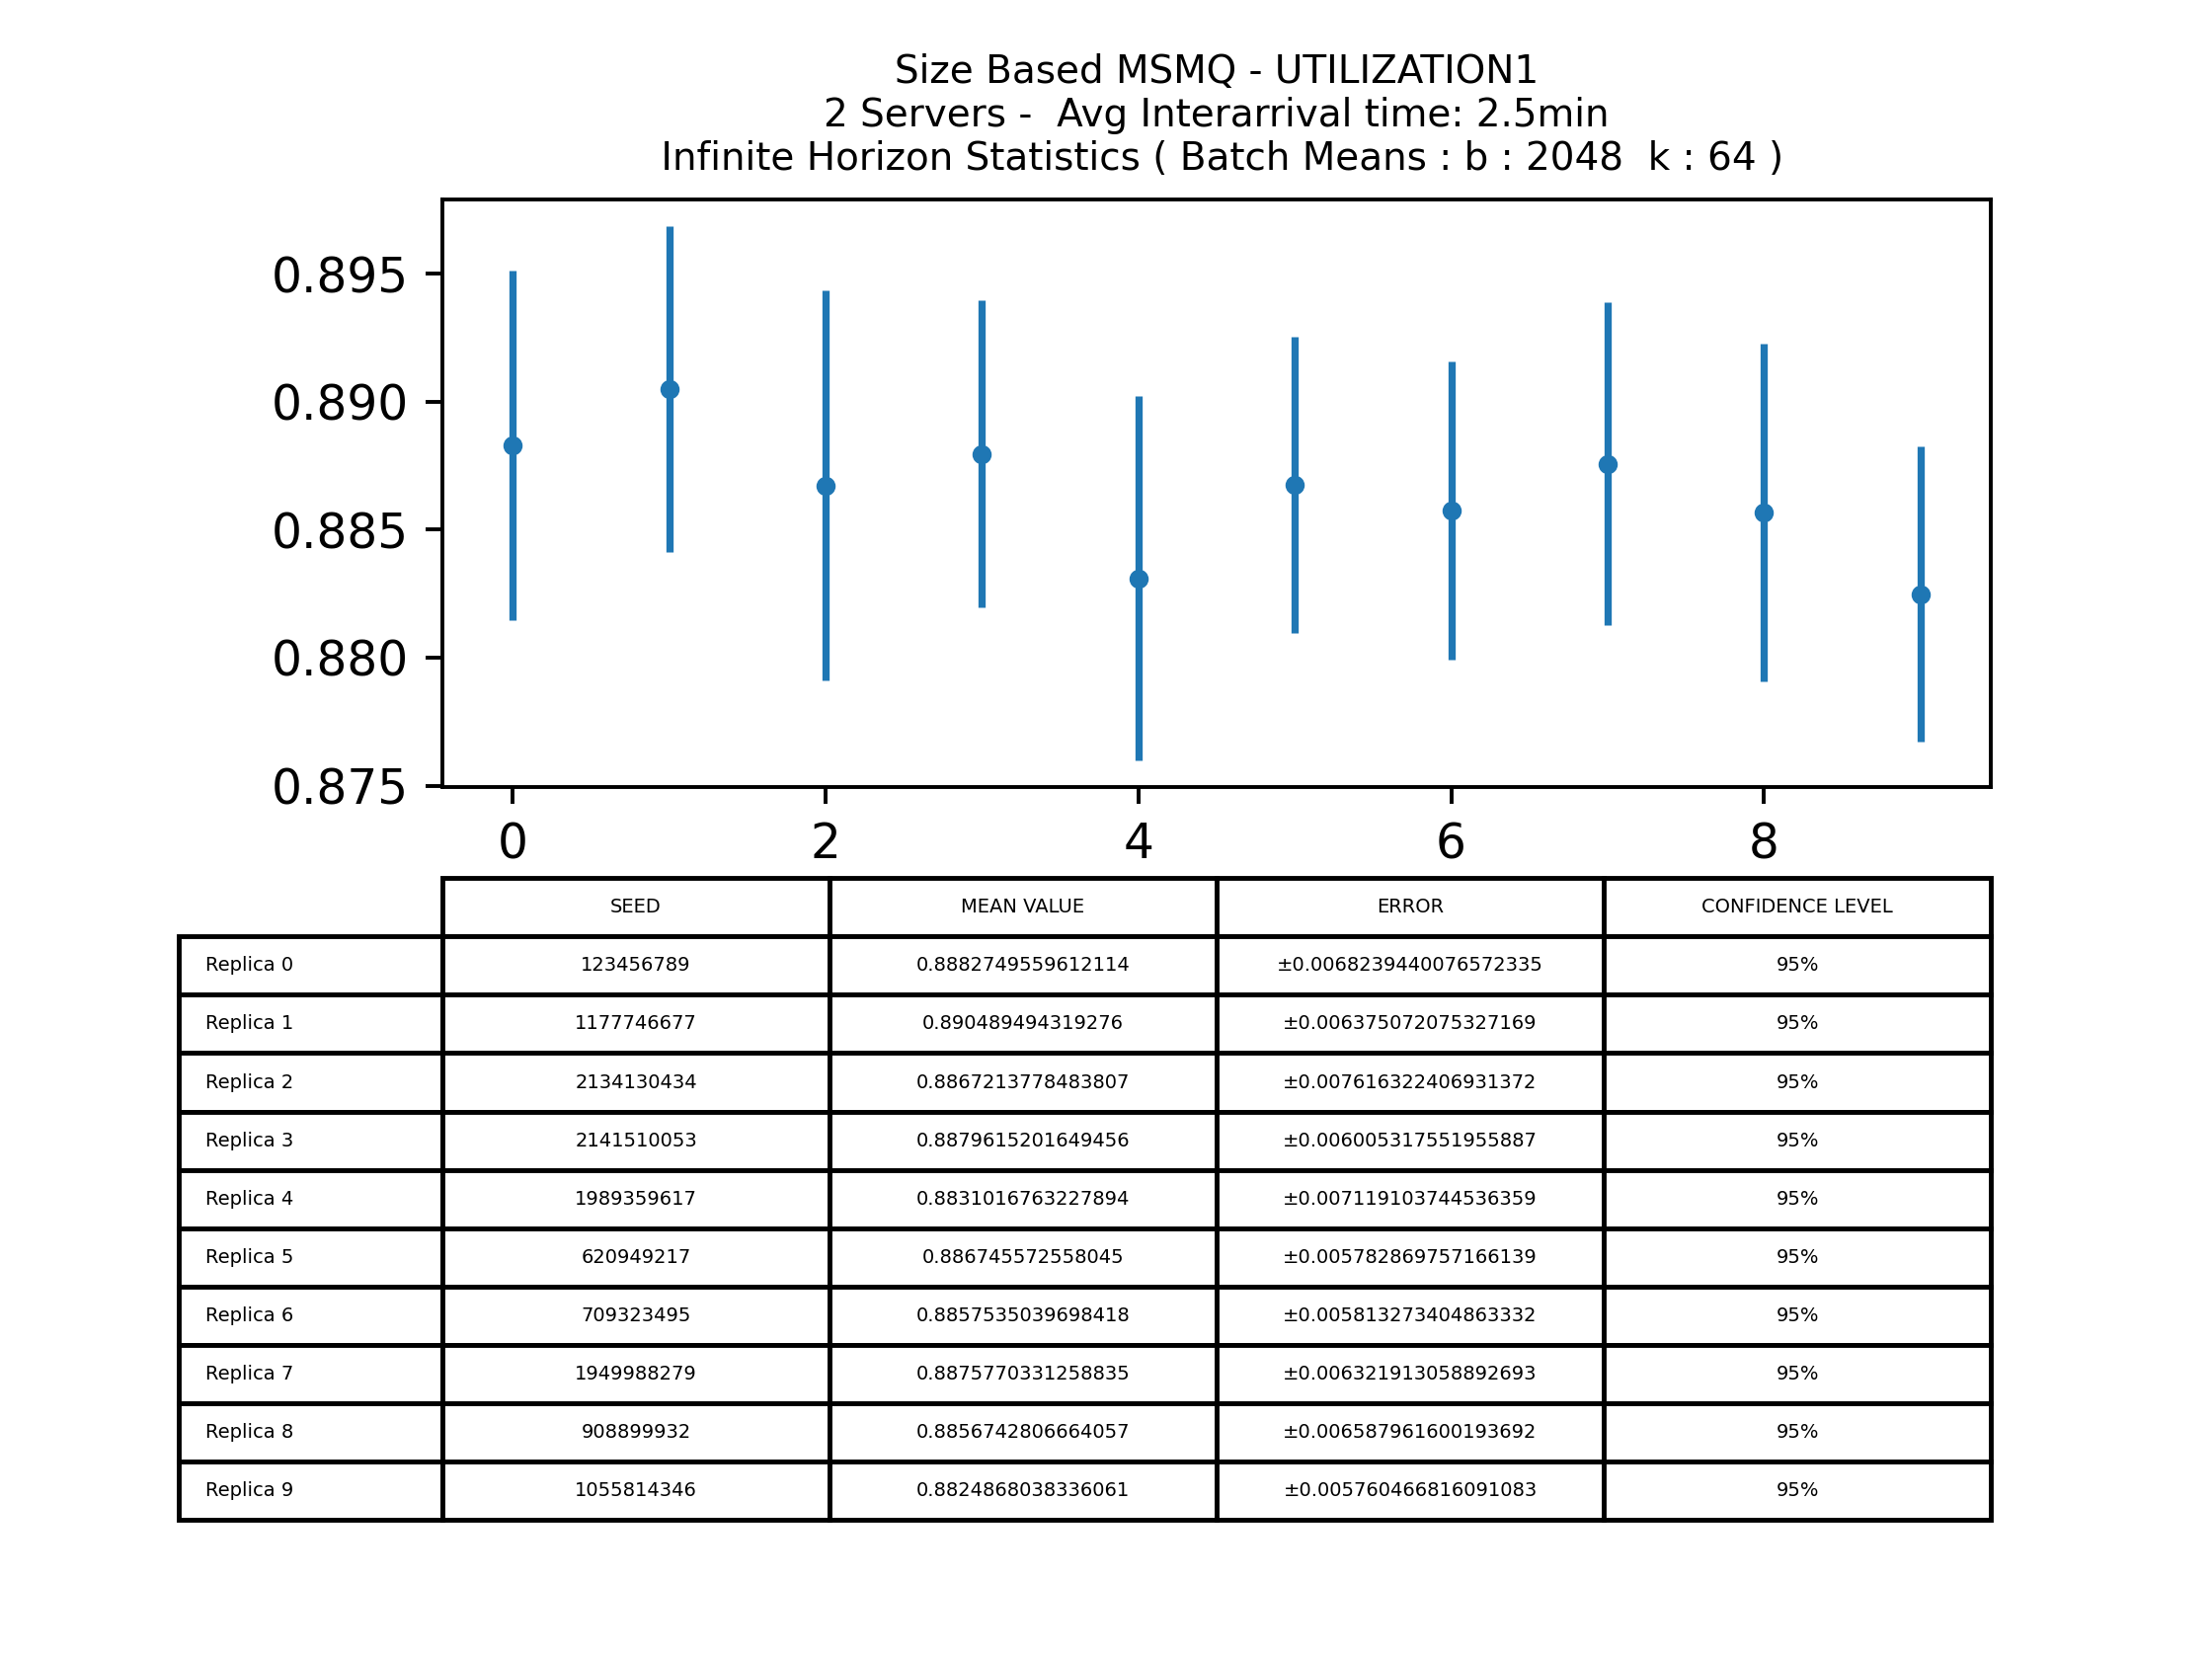 Size Based MSMQ - UTILIZATION1
2 Servers -  Avg Interarrival time: 2.5min
Infinite Horizon Statistics ( Batch Means : b : 2048  k : 64 )
0.895
0.890
0.885
0.880
0.875
0 2 4 6 8
SEED MEAN VALUE ERROR CONFIDENCE LEVEL
Replica 0 123456789 0.8882749559612114 ±0.0068239440076572335 95%
Replica 1 1177746677 0.890489494319276 ±0.006375072075327169 95%
Replica 2 2134130434 0.8867213778483807 ±0.007616322406931372 95%
Replica 3 2141510053 0.8879615201649456 ±0.006005317551955887 95%
Replica 4 1989359617 0.8831016763227894 ±0.007119103744536359 95%
Replica 5 620949217 0.886745572558045 ±0.005782869757166139 95%
Replica 6 709323495 0.8857535039698418 ±0.005813273404863332 95%
Replica 7 1949988279 0.8875770331258835 ±0.006321913058892693 95%
Replica 8 908899932 0.8856742806664057 ±0.006587961600193692 95%
Replica 9 1055814346 0.8824868038336061 ±0.005760466816091083 95%